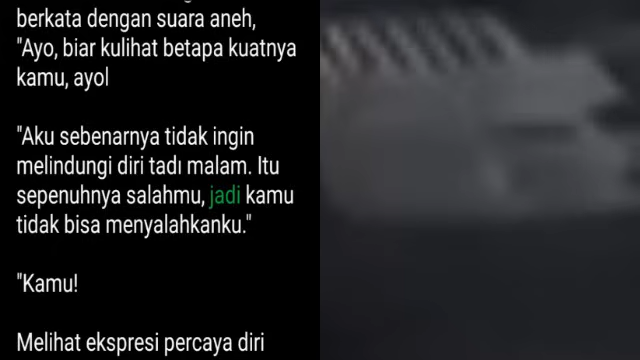 berkata dengan suara aneh,
"Ayo, biar kulihat betapa kuatnya
kamu, ayol
"Aku sebenarnya tidak ingin
melindungi diri tadı malam. Itu
sepenuhnya salahmu, jadi kamu
tidak bisa menyalahkanku."
"Kamu!
Melihat ekspresi percaya diri